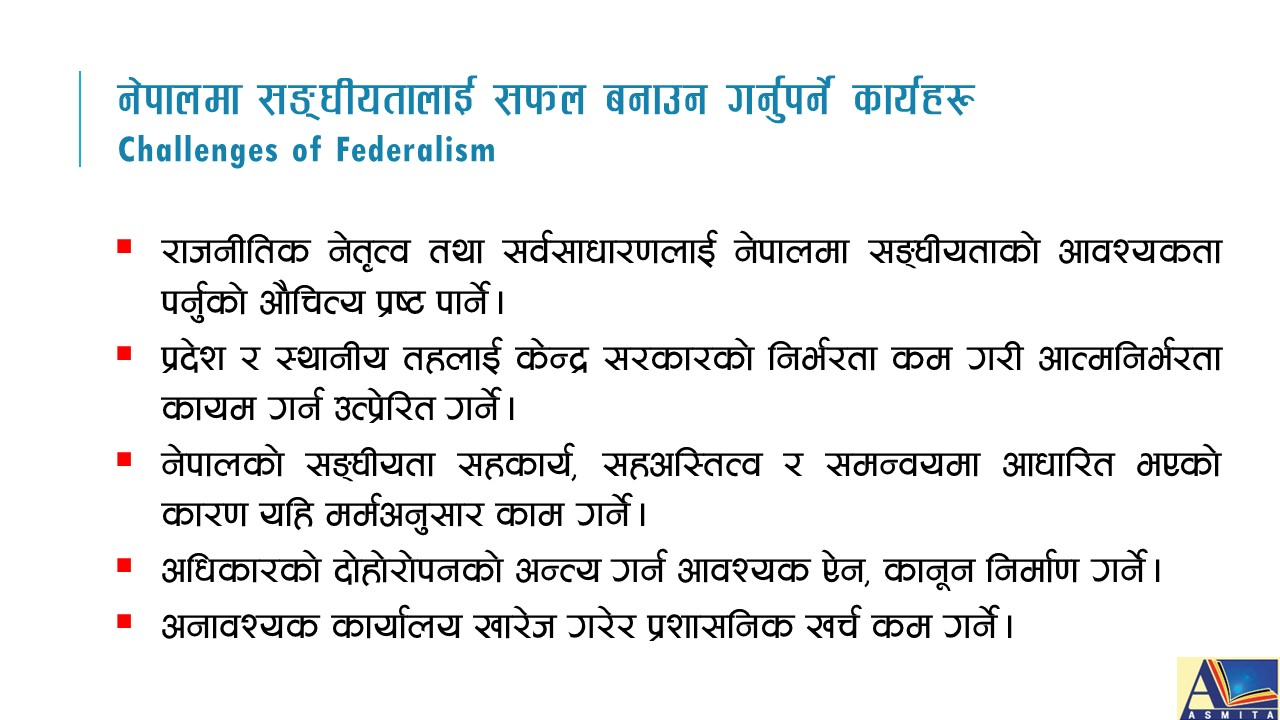 नेपालमा सङ्घीयतालाई सफल बनाउन गर्नुपर्ने कार्यहरू
Challenges of Federalism
▪ राजनीतिक नेतृत्व तथा सर्वसाधारणलाई नेपालमा सङ्घीयताको आवश्यकता
पर्नुको औचित्य प्रष्ट पार्ने।
▪ प्रदेश र स्थानीय तहलाई केन्द्र सरकारको निर्भरता कम गरी आत्मनिर्भरता
कायम गर्न उत्प्रेरित गर्ने।
▪ नेपालको सङ्घीयता सहकार्य, सहअस्तित्व र समन्वयमा आधारित भएको
कारण यहि मर्मअनुसार काम गर्ने।
▪ अधिकारको दोहोरोपनको अन्त्य गर्न आवश्यक ऐन, कानून निर्माण गर्ने।
▪ अनावश्यक कार्यालय खारेज गरेर प्रशासनिक खर्च कम गर्ने।
ASMITA